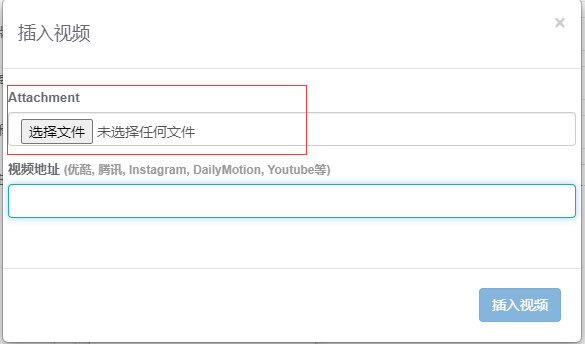 插入视频
×
Attachment
选择文件 未选择任何文件
视频地址 (优酷, 腾讯, Instagram, DailyMotion, Youtube等)
插入视频